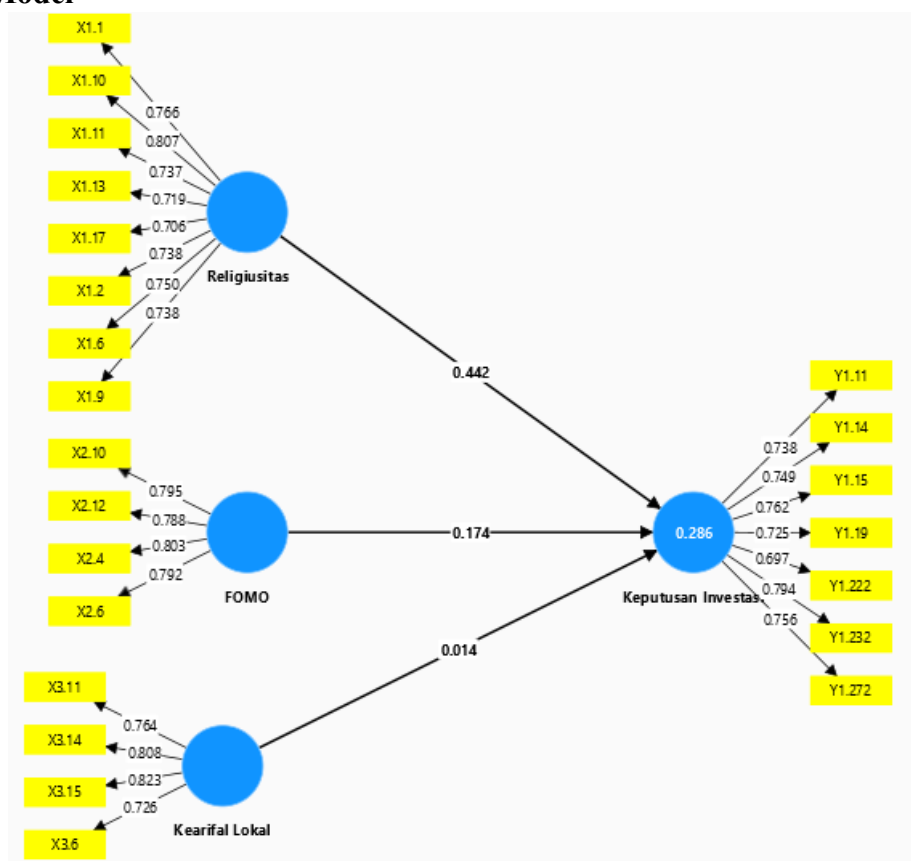 X1.1
X1.10
X1.11
X1.13
X1.17
X1.2
X1.6
X1.9
0.766
0.807
0.737
0.719
0.706
0.738
0.750
0.738
Religiusitas
0.442
X2.10
X2.12
X2.4
X2.6
0.795
0.788
0.803
0.792
FOMO
0.174
X3.11
X3.14
X3.15
X3.6
0.764
0.808
0.823
0.726
Kearifal Lokal
0.014
0.286
Keputusan Investas
0.738
0.749
0.762
0.725
0.697
0.794
0.756
Y1.11
Y1.14
Y1.15
Y1.19
Y1.222
Y1.232
Y1.272